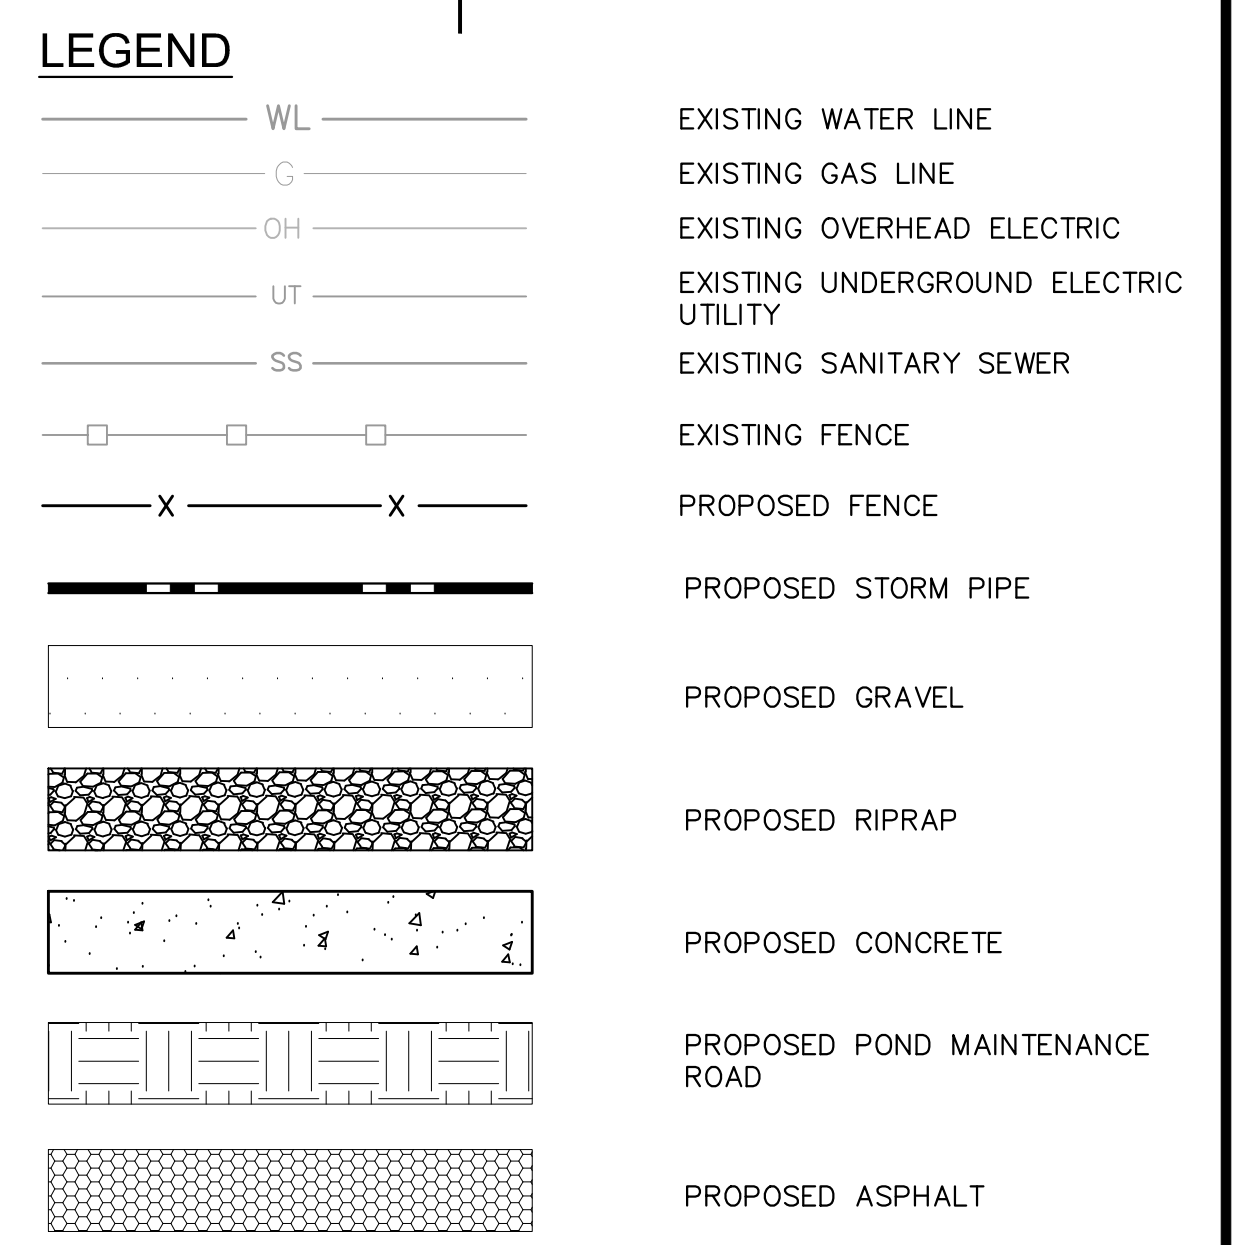 LEGEND
WL EXISTING WATER LINE
G EXISTING GAS LINE
OH EXISTING OVERHEAD ELECTRIC
UT EXISTING UNDERGROUND ELECTRIC
UTILITY
SS EXISTING SANITARY SEWER
EXISTING FENCE
X X PROPOSED FENCE
PROPOSED STORM PIPE
PROPOSED GRAVEL
PROPOSED RIPRAP
PROPOSED CONCRETE
PROPOSED POND MAINTENANCE
ROAD
PROPOSED ASPHALT